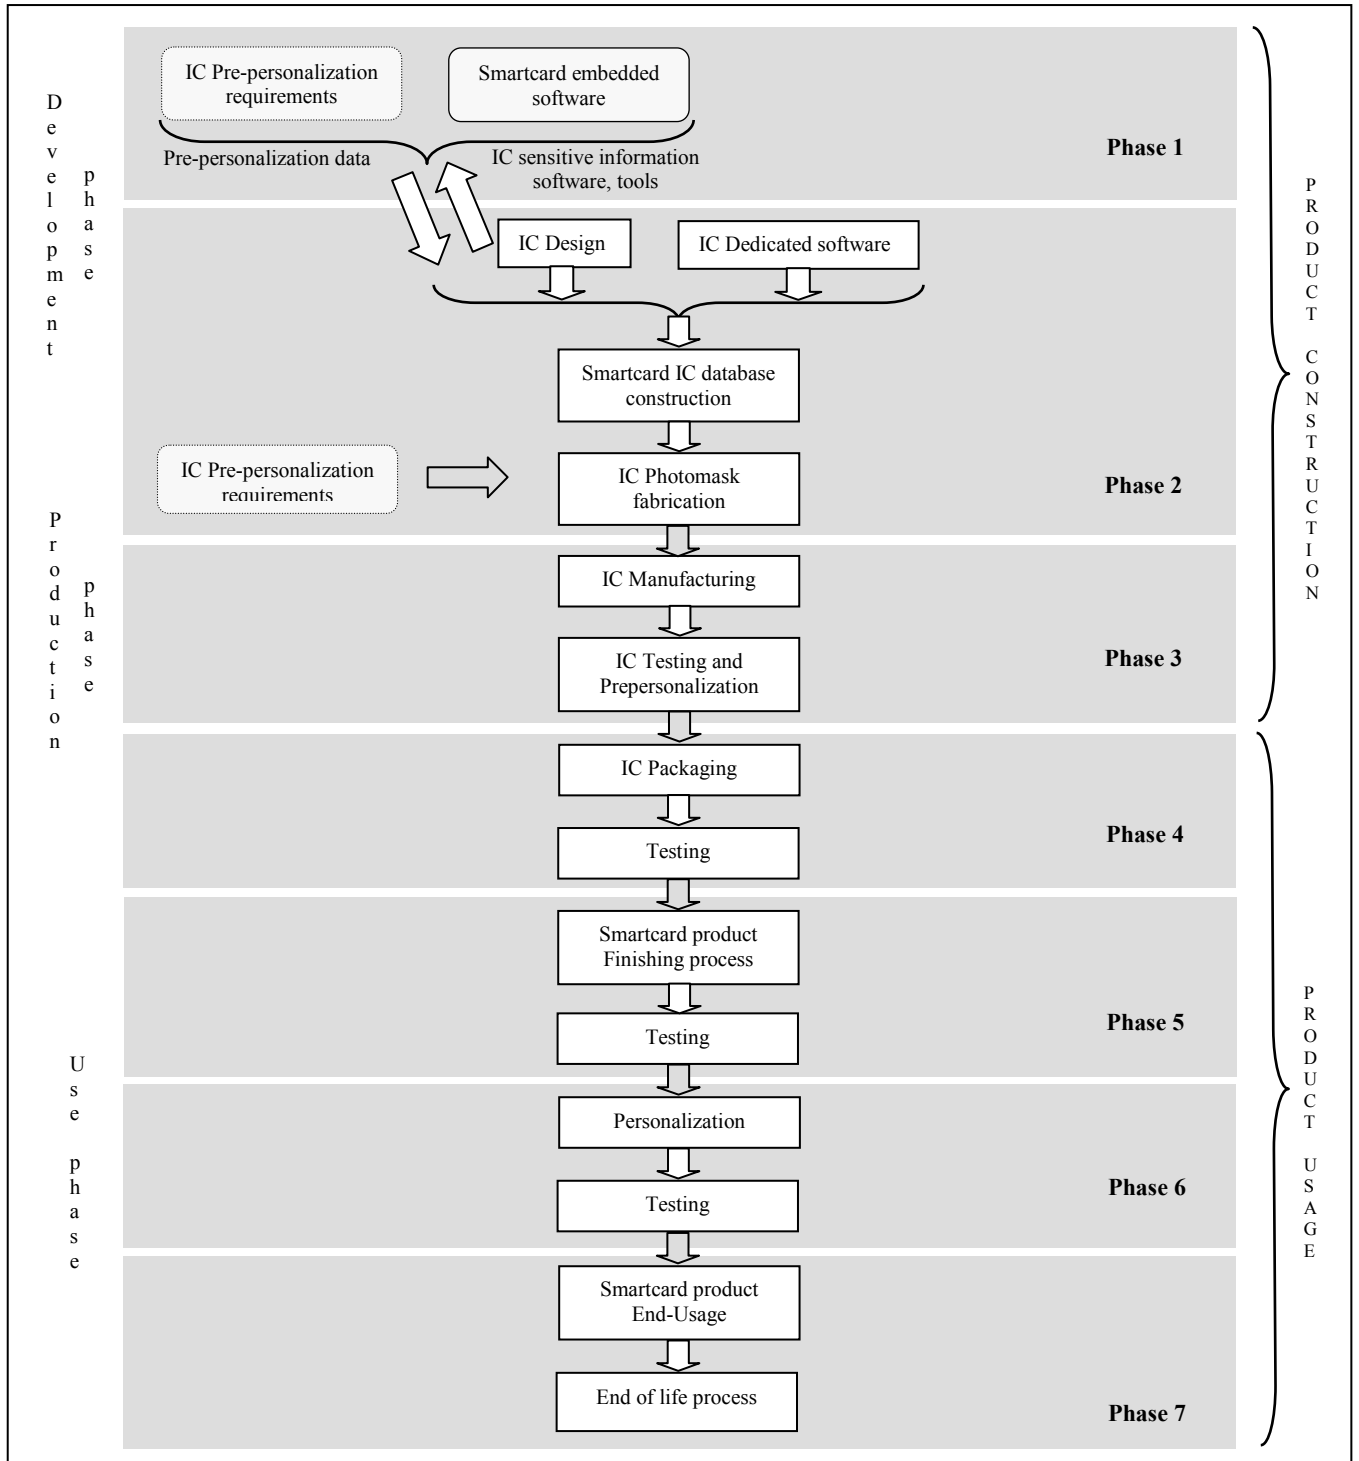 IC Pre-personalization
requirements
Smartcard embedded
software
Pre-personalization data
IC sensitive information
software, tools
Phase 1
Development
phase
IC Design
IC Dedicated software
Smartcard IC database
construction
IC Pre-personalization
requirements
IC Photomask
fabrication
Phase 2
PRODUCT CONSTRUCTION
Production
phase
IC Manufacturing
IC Testing and
Prepersonalization
Phase 3
IC Packaging
Testing
Phase 4
Smartcard product
Finishing process
Testing
Phase 5
Use phase
Personalization
Testing
Phase 6
PRODUCT USAGE
Smartcard product
End-Usage
End of life process
Phase 7